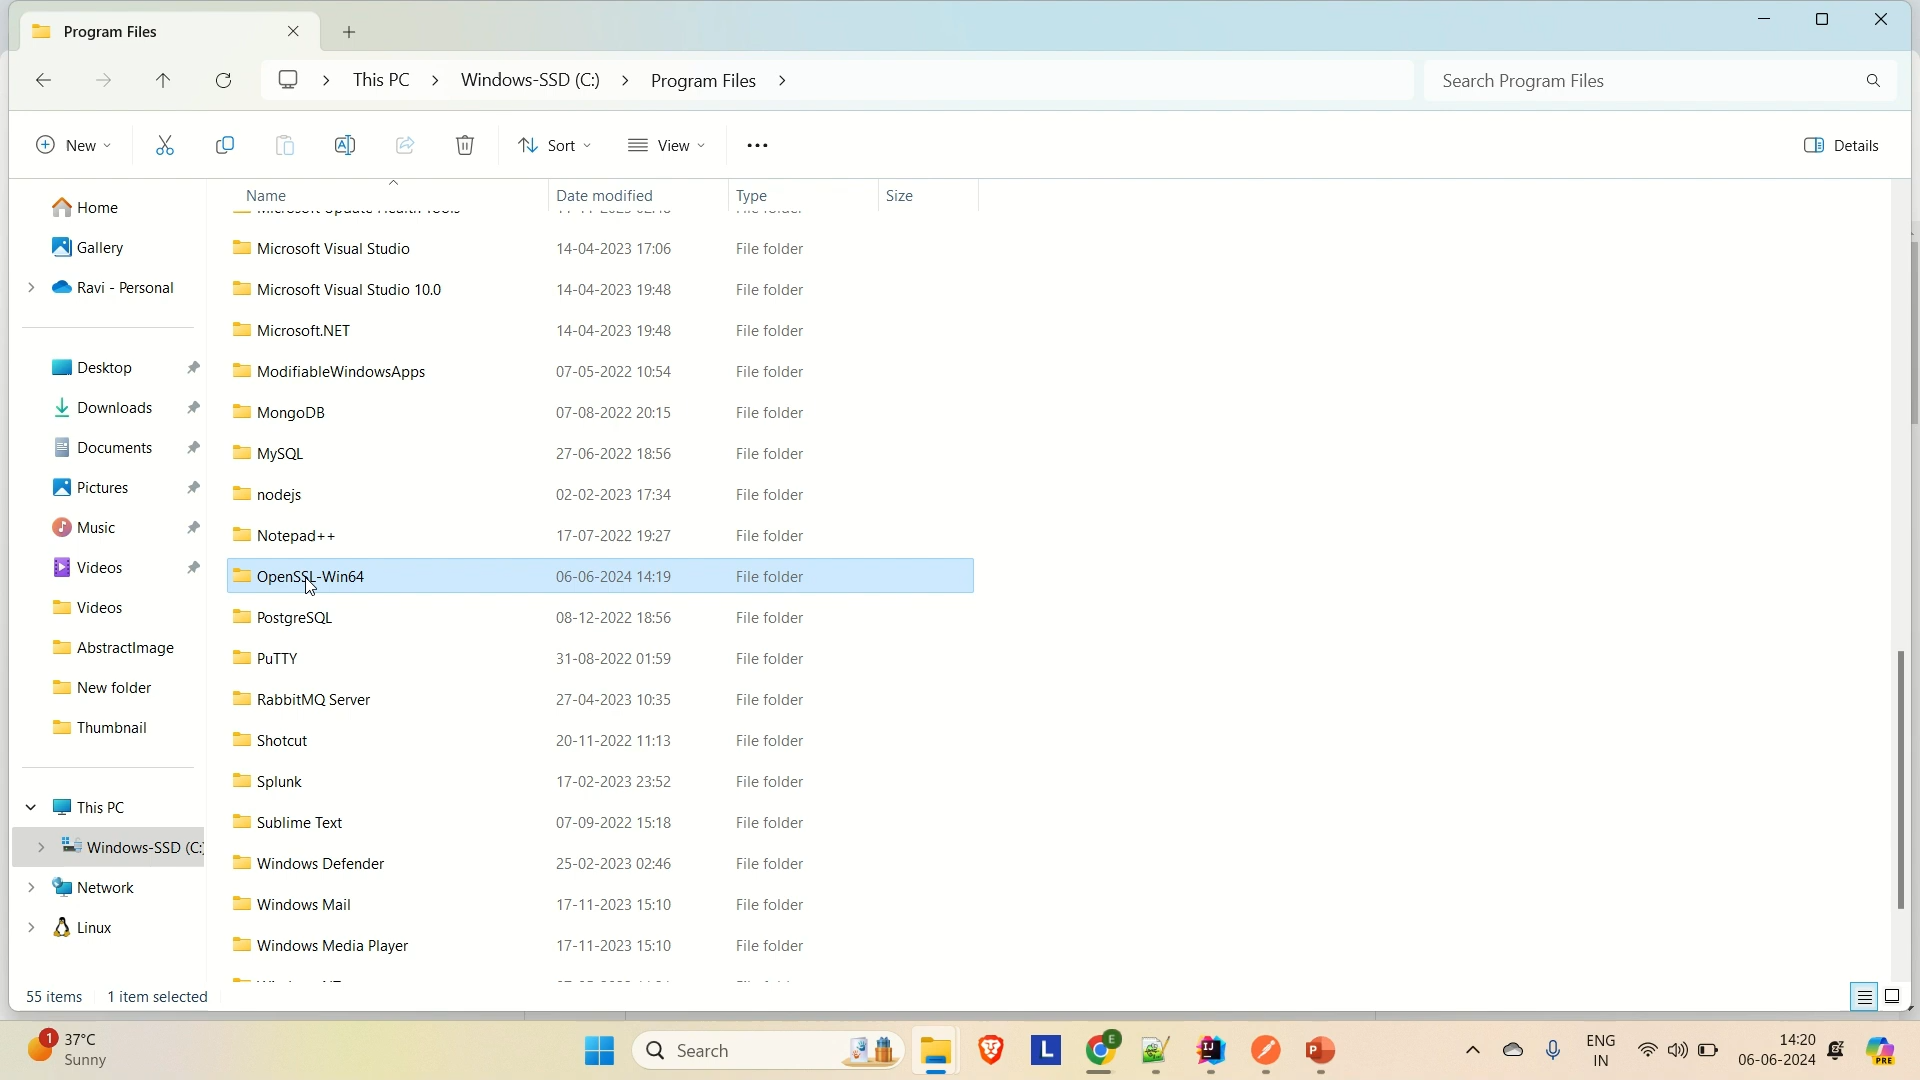 Program Files
This PC > Windows-SSD (C:) > Program Files >
Search Program Files
New
Sort
View
Details
Name Date modified Type Size
Home
Gallery
Ravi - Personal
Desktop
Downloads
Documents
Pictures
Music
Videos
Videos
AbstractImage
New folder
Thumbnail
This PC
Windows-SSD (C:)
Network
Linux
Microsoft Visual Studio 14-04-2023 17:06 File folder
Microsoft Visual Studio 10.0 14-04-2023 19:48 File folder
Microsoft.NET 14-04-2023 19:48 File folder
ModifiableWindowsApps 07-05-2022 10:54 File folder
MongoDB 07-08-2022 20:15 File folder
MySQL 27-06-2022 18:56 File folder
nodejs 02-02-2023 17:34 File folder
Notepad++ 17-07-2022 19:27 File folder
OpenSSL-Win64 06-06-2024 14:19 File folder
PostgreSQL 08-12-2022 18:56 File folder
PuTTY 31-08-2022 01:59 File folder
RabbitMQ Server 27-04-2023 10:35 File folder
Shotcut 20-11-2022 11:13 File folder
Splunk 17-02-2023 23:52 File folder
Sublime Text 07-09-2022 15:18 File folder
Windows Defender 25-02-2023 02:46 File folder
Windows Mail 17-11-2023 15:10 File folder
Windows Media Player 17-11-2023 15:10 File folder
55 items 1 item selected
1
37°C
Sunny
Search
L
E
IJ
P
ENG
IN
14:20
06-06-2024
PRE